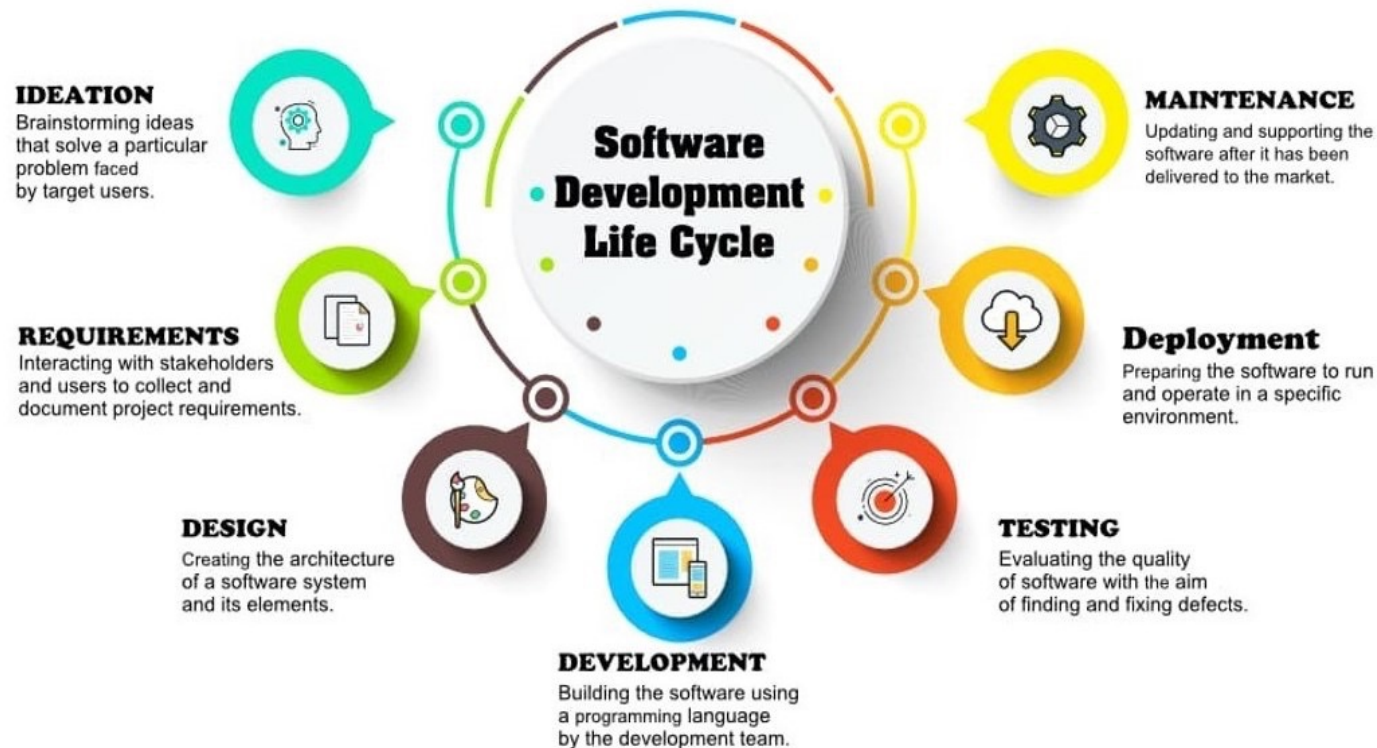 Software
Development
Life Cycle
IDEATION
Brainstorming ideas
that solve a particular
problem faced
by target users.
REQUIREMENTS
Interacting with stakeholders
and users to collect and
document project requirements.
DESIGN
Creating the architecture
of a software system
and its elements.
DEVELOPMENT
Building the software using
a programming language
by the development team.
TESTING
Evaluating the quality
of software with the aim
of finding and fixing defects.
Deployment
Preparing the software to run
and operate in a specific
environment.
MAINTENANCE
Updating and supporting the
software after it has been
delivered to the market.